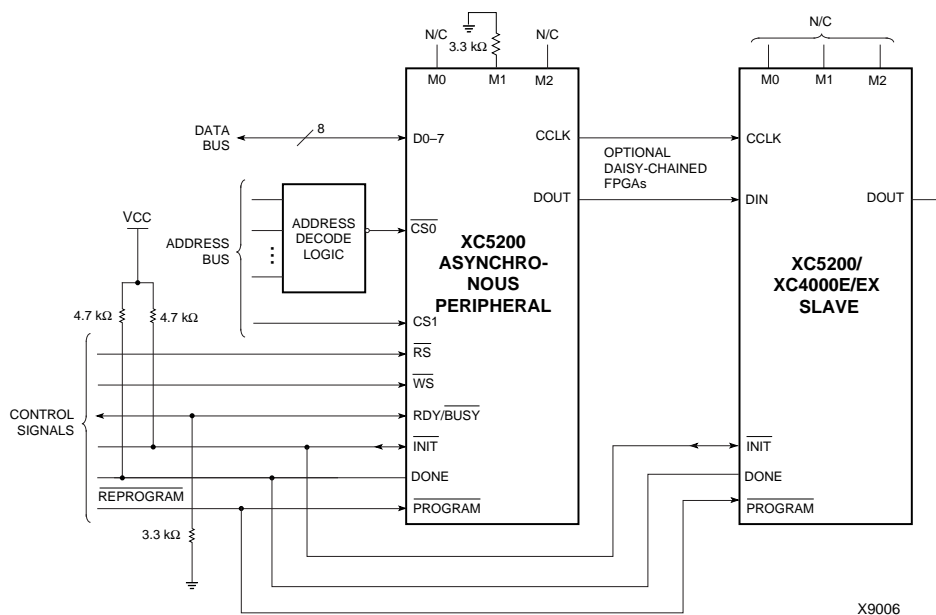 N/C
3.3 kΩ
N/C
N/C
M0
M1
M2
M0
M1
M2
DATA
BUS
8
D0–7
CCLK
CCLK
OPTIONAL
DAISY-CHAINED
FPGAs
DOUT
DIN
DOUT
VCC
ADDRESS
BUS
ADDRESS
DECODE
LOGIC
CS0
XC5200
ASYNCHRO-
NOUS
PERIPHERAL
XC5200/
XC4000E/EX
SLAVE
4.7 kΩ
4.7 kΩ
CS1
RS
WS
CONTROL
SIGNALS
RDY/BUSY
INIT
INIT
DONE
DONE
REPROGRAM
PROGRAM
PROGRAM
3.3 kΩ
X9006